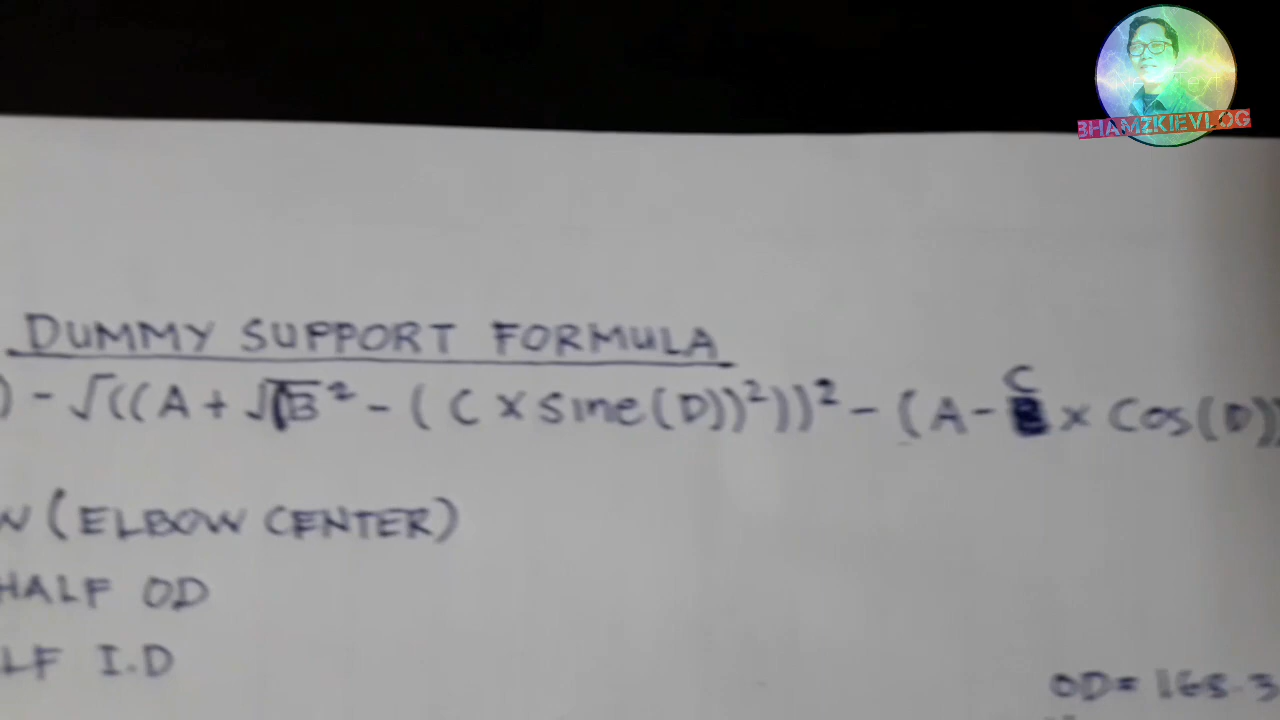 BHAMZKIEVLOG
DUMMY SUPPORT FORMULA
) - √(((A + √B² - (C x Sine(D))²)))² - (A - C x Cos(D))
W (ELBOW CENTER)
HALF OD
LF I.D
OD= 168.3